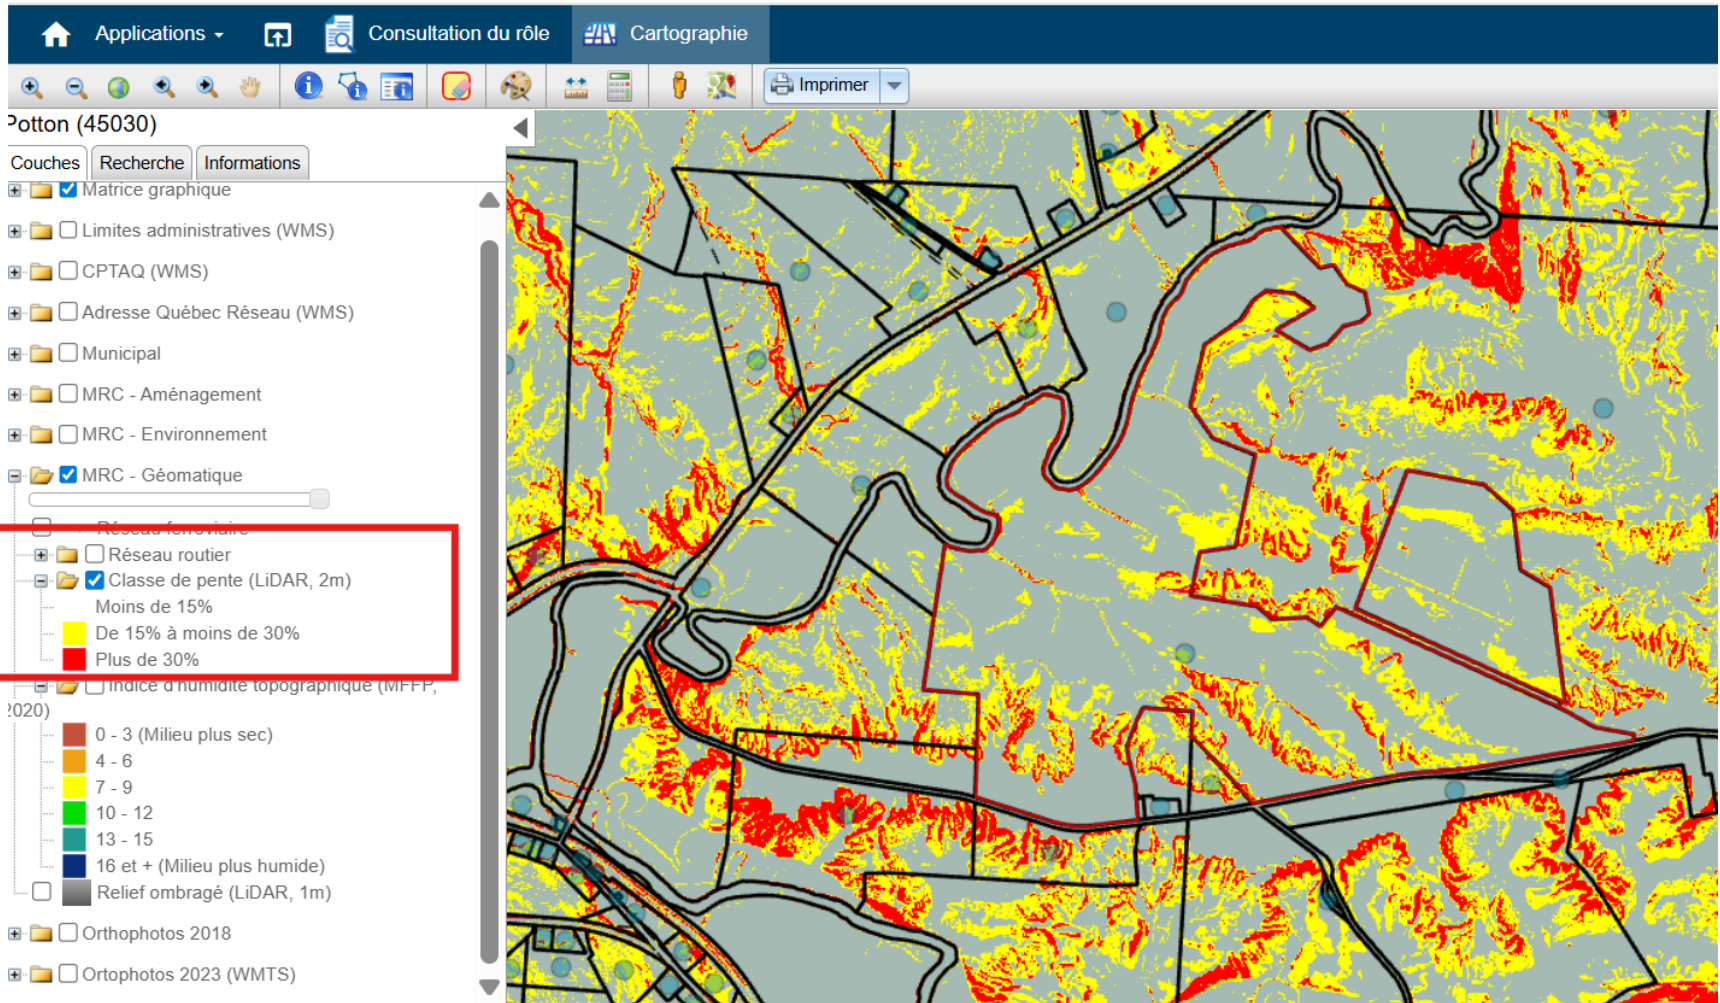 Applications
Consultation du rôle
Cartographie
Imprimer
Potton (45030)
Couches
Recherche
Informations
Matrice graphique
Limites administratives (WMS)
CPTAQ (WMS)
Adresse Québec Réseau (WMS)
Municipal
MRC - Aménagement
MRC - Environnement
MRC - Géomatique
Réseau ferroviaire
Réseau routier
Classe de pente (LiDAR, 2m)
Moins de 15%
De 15% à moins de 30%
Plus de 30%
Indice d'humidité topographique (MFFP,
2020)
0 - 3 (Milieu plus sec)
4 - 6
7 - 9
10 - 12
13 - 15
16 et + (Milieu plus humide)
Relief ombragé (LiDAR, 1m)
Orthophotos 2018
Ortophotos 2023 (WMTS)